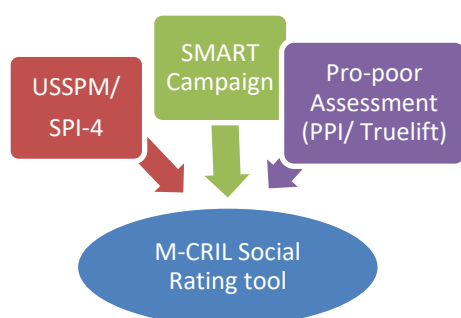 USSPM/
SPI-4
SMART
Campaign
Pro-poor
Assessment
(PPI/ Truelift)
M-CRIL Social
Rating tool